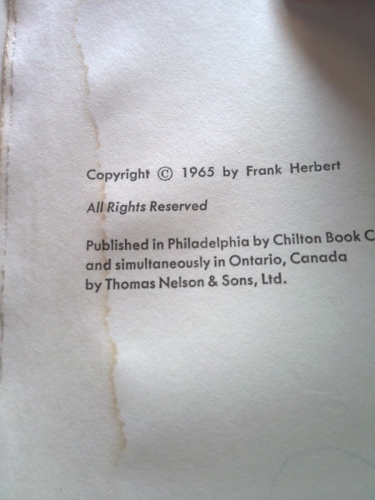 Copyright © 1965 by Frank Herbert
All Rights Reserved
Published in Philadelphia by Chilton Book
and simultaneously in Ontario, Canada
by Thomas Nelson & Sons, Ltd.